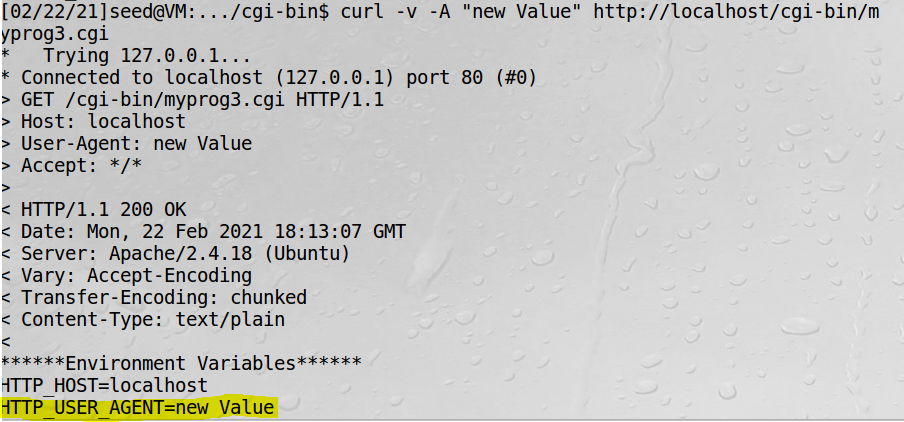 [02/22/21]seed@VM:.../cgi-bin$ curl -v -A "new Value" http://localhost/cgi-bin/m
yprog3.cgi
*   Trying 127.0.0.1...
* Connected to localhost (127.0.0.1) port 80 (#0)
> GET /cgi-bin/myprog3.cgi HTTP/1.1
> Host: localhost
> User-Agent: new Value
> Accept: */*
>
< HTTP/1.1 200 OK
< Date: Mon, 22 Feb 2021 18:13:07 GMT
< Server: Apache/2.4.18 (Ubuntu)
< Vary: Accept-Encoding
< Transfer-Encoding: chunked
< Content-Type: text/plain
<
******Environment Variables******
HTTP_HOST=localhost
HTTP_USER_AGENT=new Value